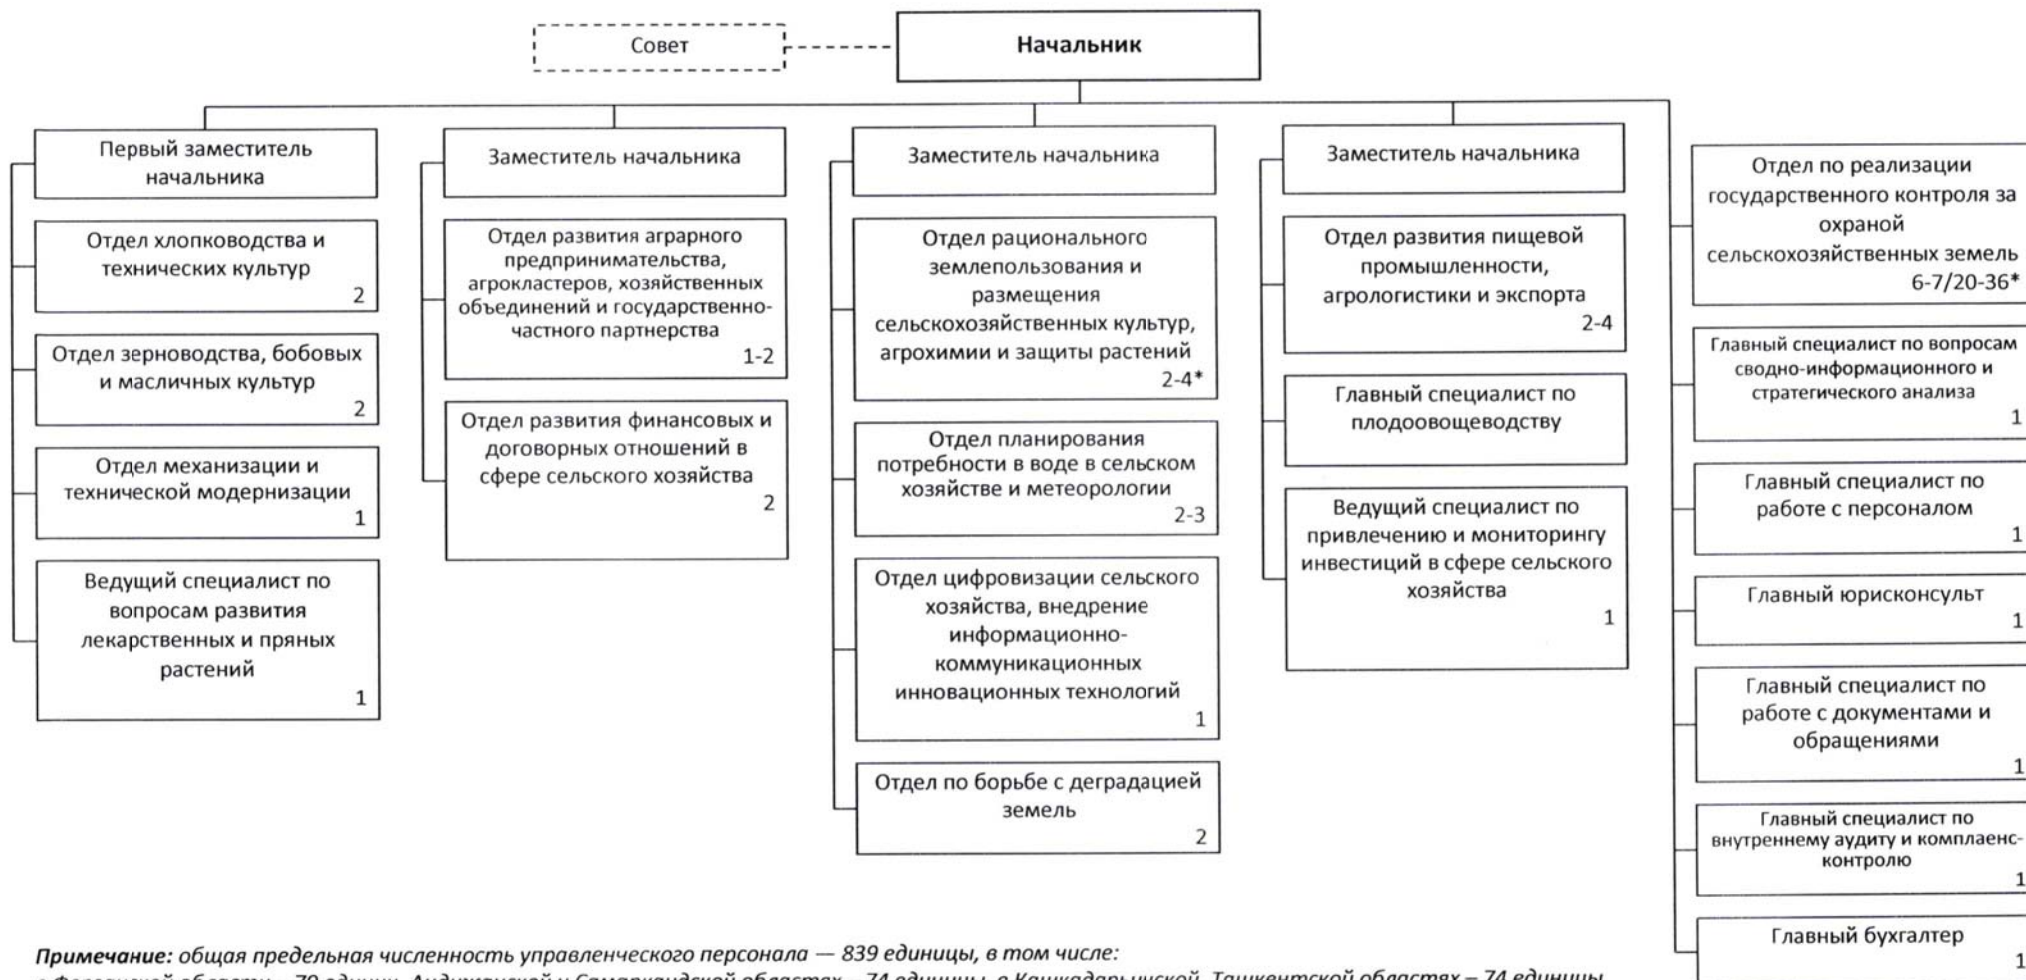 Совет
Начальник
Первый заместитель
начальника
Отдел хлопководства и
технических культур
2
Отдел зерноводства, бобовых
и масличных культур
2
Отдел механизации и
технической модернизации
1
Ведущий специалист по
вопросам развития
лекарственных и пряных
растений
1
Заместитель начальника
Отдел развития аграрного
предпринимательства,
агрокластеров, хозяйственных
объединений и государственно-
частного партнерства
1-2
Отдел развития финансовых и
договорных отношений в
сфере сельского хозяйства
2
Заместитель начальника
Отдел рационального
землепользования и
размещения
сельскохозяйственных культур,
агрохимии и защиты растений
2-4*
Отдел планирования
потребности в воде в сельском
хозяйстве и метеорологии
2-3
Отдел цифровизации сельского
хозяйства, внедрение
информационно-
коммуникационных
инновационных технологий
1
Отдел по борьбе с деградацией
земель
2
Заместитель начальника
Отдел развития пищевой
промышленности,
агрологистики и экспорта
2-4
Главный специалист по
плодоовощеводству
Ведущий специалист по
привлечению и мониторингу
инвестиций в сфере сельского
хозяйства
1
Отдел по реализации
государственного контроля за
охраной
сельскохозяйственных земель
6-7/20-36*
Главный специалист по вопросам
сводно-информационного и
стратегического анализа
1
Главный специалист по
работе с персоналом
1
Главный юрисконсульт
1
Главный специалист по
работе с документами и
обращениями
1
Главный специалист по
внутреннему аудиту и комплаенс-
контролю
1
Главный бухгалтер
1
Примечание: общая предельная численность управленческого персонала — 839 единицы, в том числе: